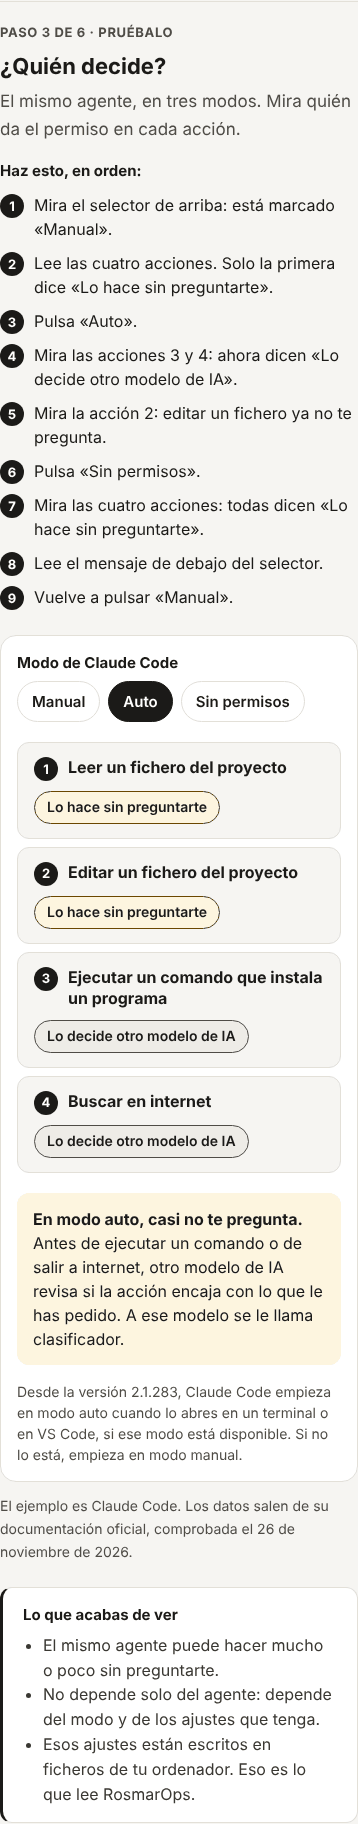 PASO 3 DE 6 · PRUÉBALO
¿Quién decide?
El mismo agente, en tres modos. Mira quién
da el permiso en cada acción.
Haz esto, en orden:
1 Mira el selector de arriba: está marcado
«Manual».
2 Lee las cuatro acciones. Solo la primera
dice «Lo hace sin preguntarte».
3 Pulsa «Auto».
4 Mira las acciones 3 y 4: ahora dicen «Lo
decide otro modelo de IA».
5 Mira la acción 2: editar un fichero ya no te
pregunta.
6 Pulsa «Sin permisos».
7 Mira las cuatro acciones: todas dicen «Lo
hace sin preguntarte».
8 Lee el mensaje de debajo del selector.
9 Vuelve a pulsar «Manual».
Modo de Claude Code
Manual Auto Sin permisos
1 Leer un fichero del proyecto
Lo hace sin preguntarte
2 Editar un fichero del proyecto
Lo hace sin preguntarte
3 Ejecutar un comando que instala
un programa
Lo decide otro modelo de IA
4 Buscar en internet
Lo decide otro modelo de IA
En modo auto, casi no te pregunta.
Antes de ejecutar un comando o de
salir a internet, otro modelo de IA
revisa si la acción encaja con lo que le
has pedido. A ese modelo se le llama
clasificador.
Desde la versión 2.1.283, Claude Code empieza
en modo auto cuando lo abres en un terminal o
en VS Code, si ese modo está disponible. Si no
lo está, empieza en modo manual.
El ejemplo es Claude Code. Los datos salen de su
documentación oficial, comprobada el 26 de
noviembre de 2026.
Lo que acabas de ver
• El mismo agente puede hacer mucho
o poco sin preguntarte.
• No depende solo del agente: depende
del modo y de los ajustes que tenga.
• Esos ajustes están escritos en
ficheros de tu ordenador. Eso es lo
que lee RosmarOps.